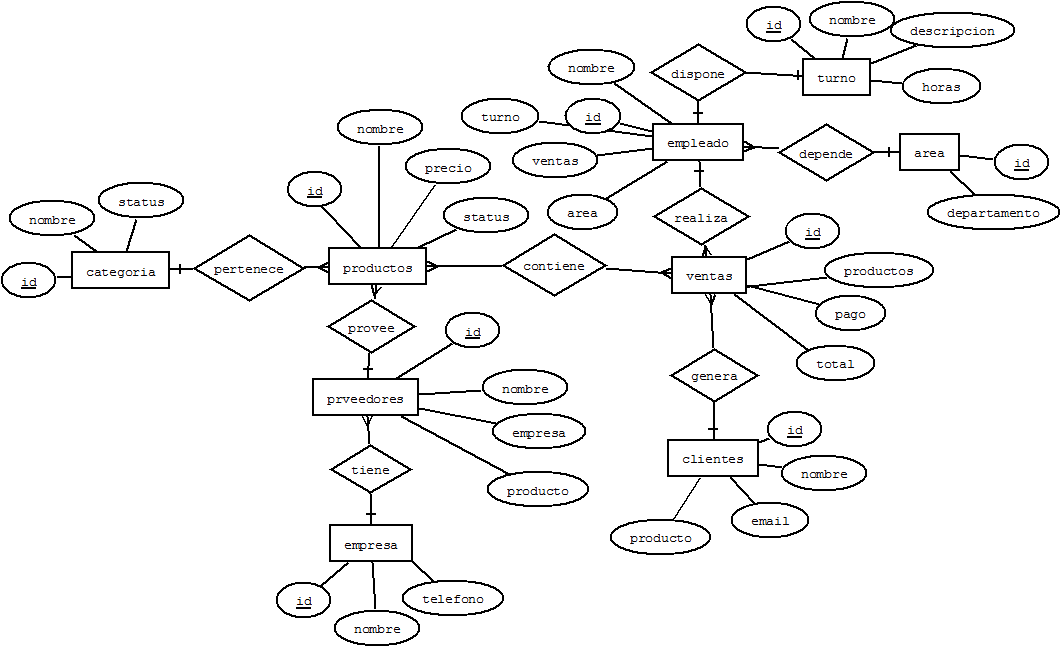 id
nombre
descripcion
nombre
dispone
turno
horas
turno
id
nombre
empleado
depende
area
id
precio
ventas
id
status
status
area
realiza
departamento
nombre
id
categoria
pertenece
productos
contiene
ventas
productos
id
pago
provee
id
total
genera
prveedores
nombre
empresa
id
clientes
nombre
tiene
producto
email
producto
empresa
id
telefono
nombre